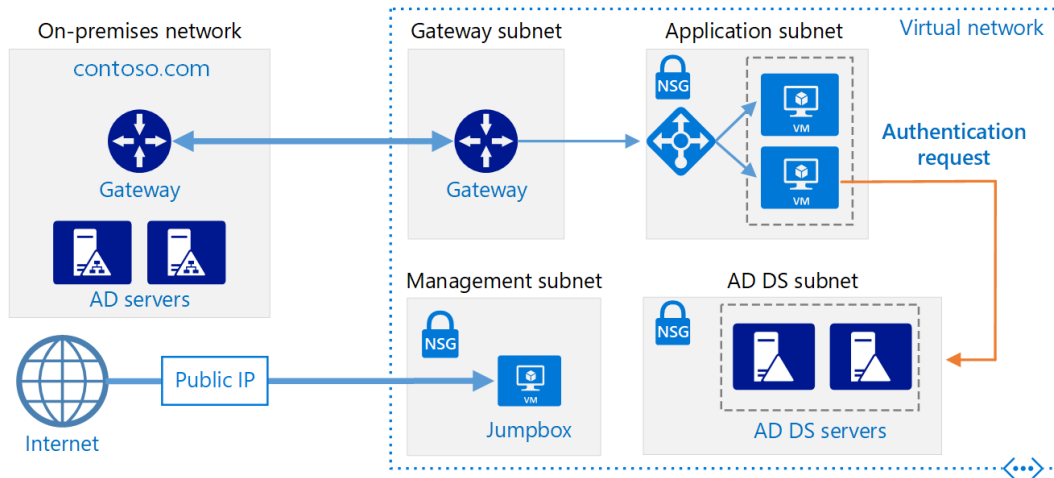 On-premises network
contoso.com
Gateway
AD servers
Internet
Public IP
Virtual network
Gateway subnet
Gateway
Application subnet
NSG
VM
VM
Authentication
request
Management subnet
NSG
VM
Jumpbox
AD DS subnet
NSG
AD DS servers